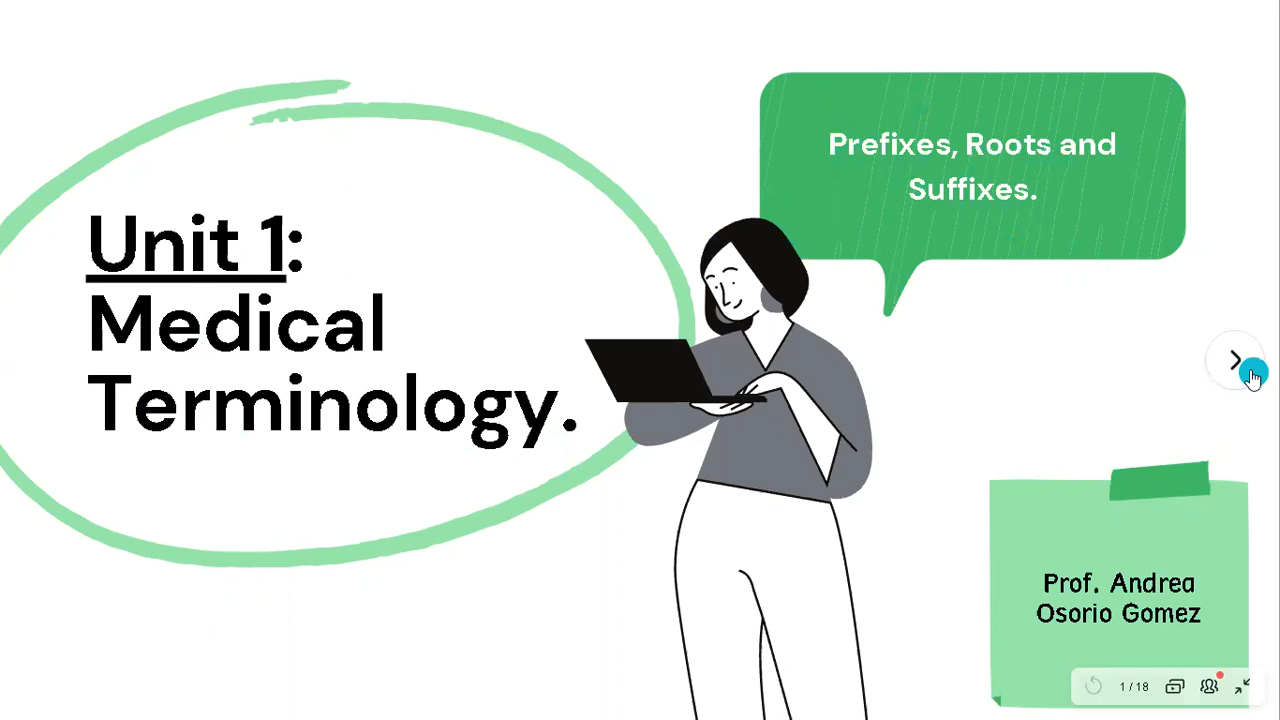 Prefixes, Roots and
Suffixes.
Unit 1:
Medical
Terminology.
Prof. Andrea
Osorio Gomez
1 / 18